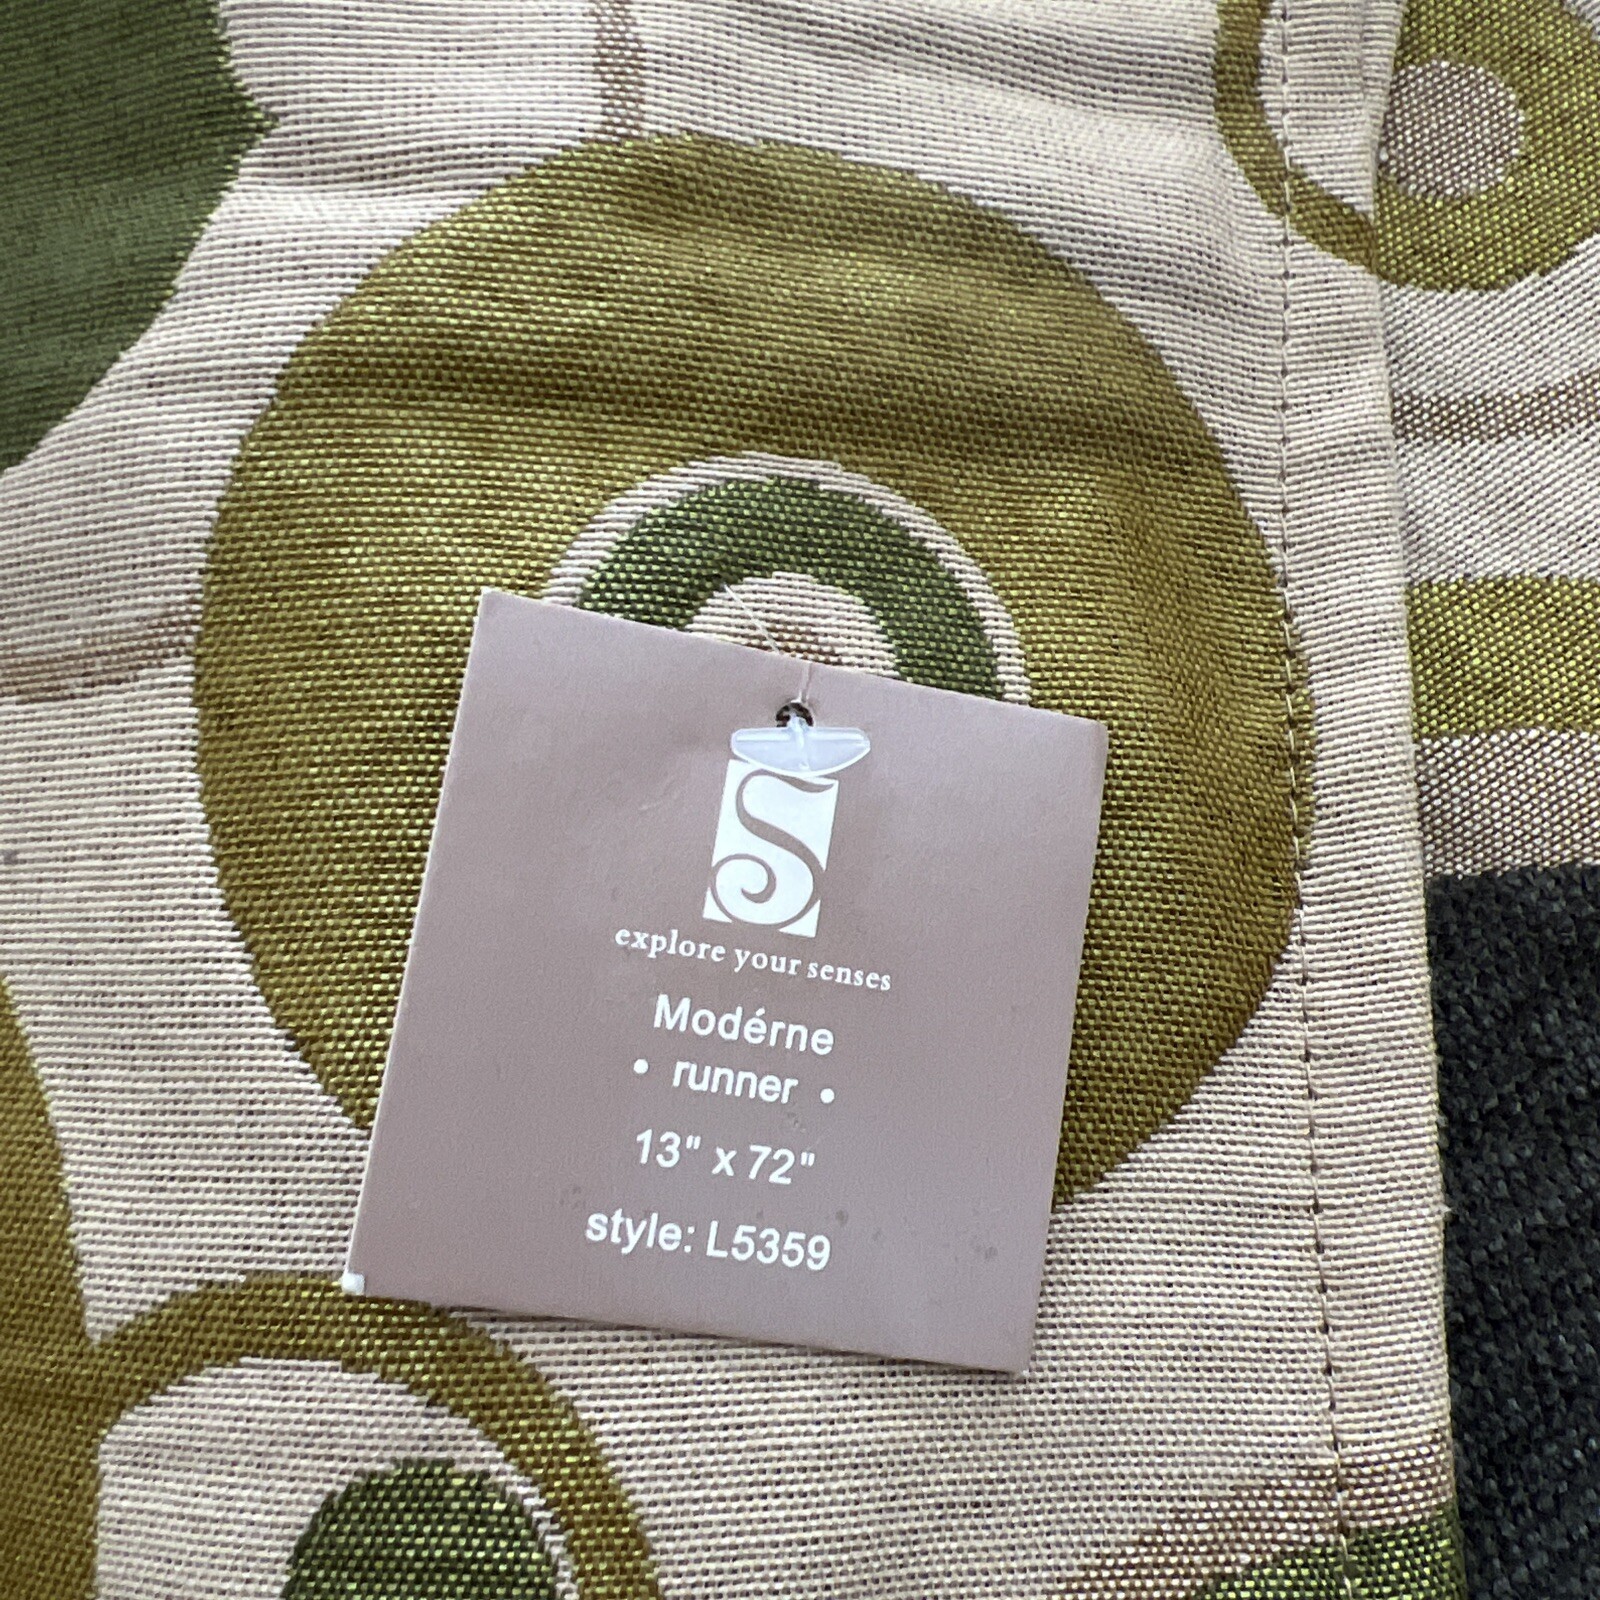 S
explore your senses
Modérne
• runner •
13" x 72"
style: L5359